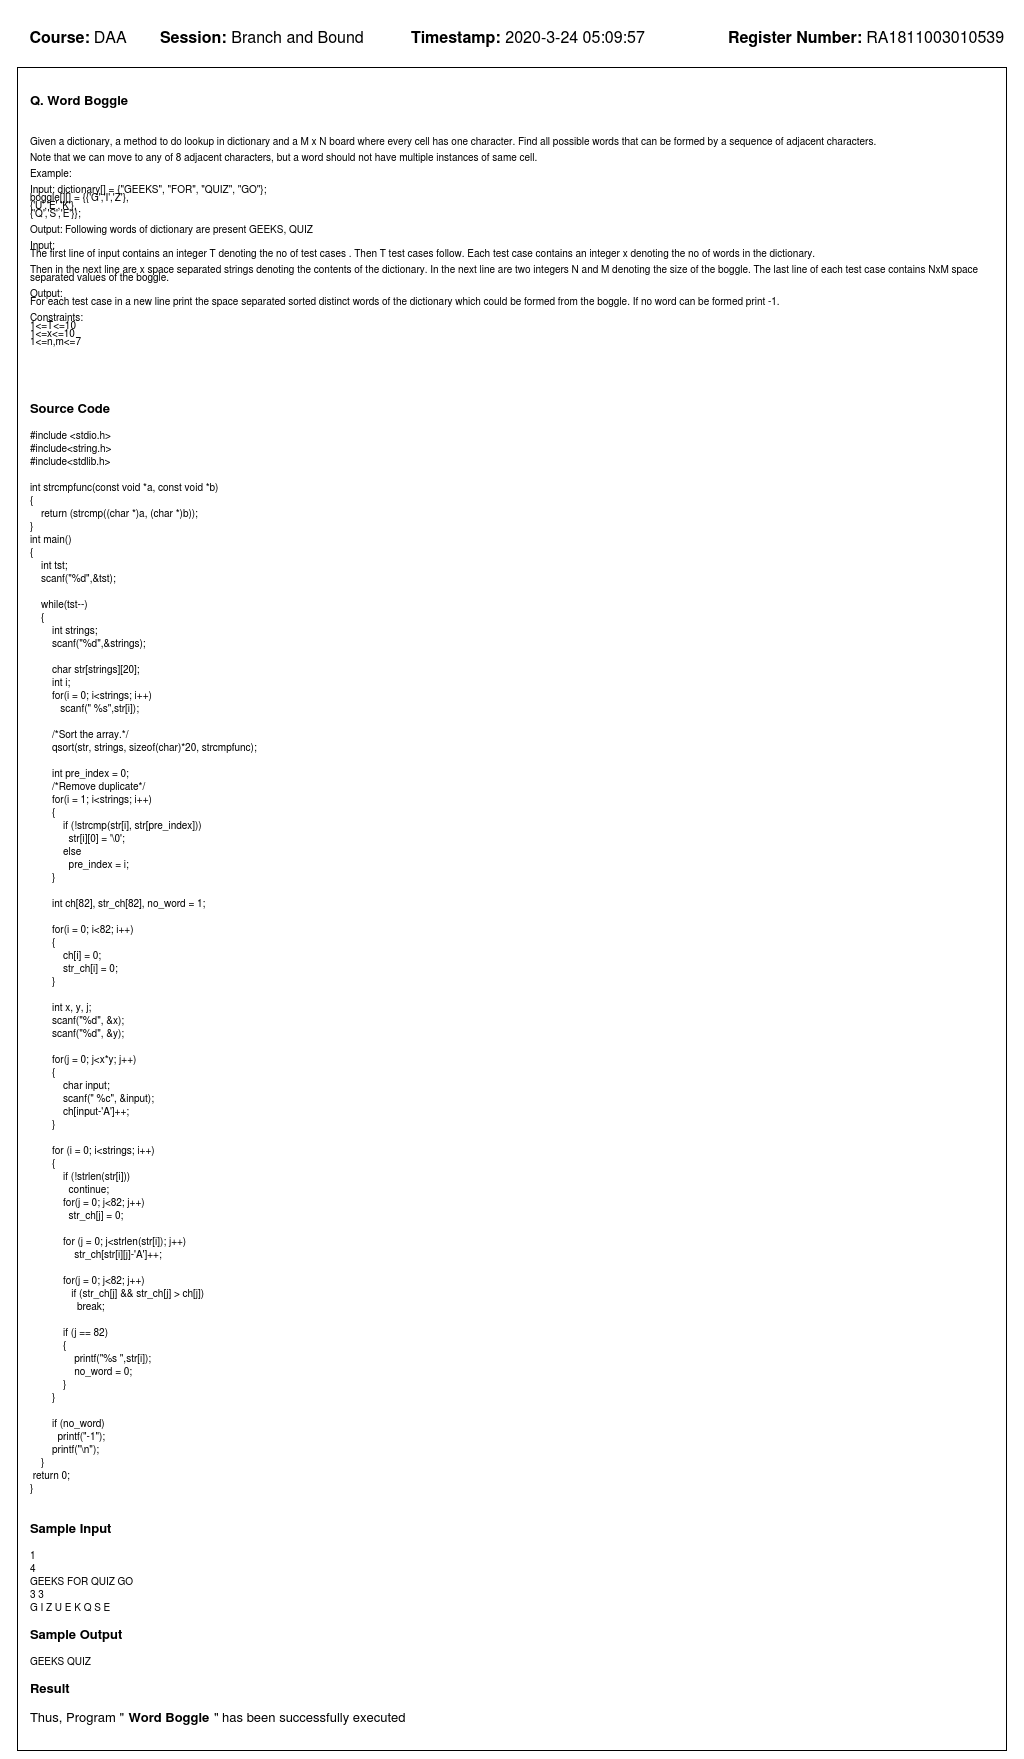 Course: DAA Session: Branch and Bound Timestamp: 2020-3-24 05:09:57 Register Number: RA1811003010539
Q. Word Boggle
Given a dictionary, a method to do lookup in dictionary and a M x N board where every cell has one character. Find all possible words that can be formed by a sequence of adjacent characters.
Note that we can move to any of 8 adjacent characters, but a word should not have multiple instances of same cell.
Example:
Input: dictionary[] = {"GEEKS", "FOR", "QUIZ", "GO"};
boggle[][] = {{'G','I','Z'},
{'U','E','K'},
{'Q','S','E'}};
Output: Following words of dictionary are present GEEKS, QUIZ
Input:
The first line of input contains an integer T denoting the no of test cases . Then T test cases follow. Each test case contains an integer x denoting the no of words in the dictionary.
Then in the next line are x space separated strings denoting the contents of the dictionary. In the next line are two integers N and M denoting the size of the boggle. The last line of each test case contains NxM space
separated values of the boggle.
Output:
For each test case in a new line print the space separated sorted distinct words of the dictionary which could be formed from the boggle. If no word can be formed print -1.
Constraints:
1<=T<=10
1<=x<=10
1<=n,m<=7
Source Code
#include <stdio.h>
#include<string.h>
#include<stdlib.h>
int strcmpfunc(const void *a, const void *b)
{
return (strcmp((char *)a, (char *)b));
}
int main()
{
int tst;
scanf("%d",&tst);
while(tst--)
{
int strings;
scanf("%d",&strings);
char str[strings][20];
int i;
for(i = 0; i<strings; i++)
scanf(" %s",str[i]);
/*Sort the array.*/
qsort(str, strings, sizeof(char)*20, strcmpfunc);
int pre_index = 0;
/*Remove duplicate*/
for(i = 1; i<strings; i++)
{
if (!strcmp(str[i], str[pre_index]))
str[i][0] = '\0';
else
pre_index = i;
}
int ch[82], str_ch[82], no_word = 1;
for(i = 0; i<82; i++)
{
ch[i] = 0;
str_ch[i] = 0;
}
int x, y, j;
scanf("%d", &x);
scanf("%d", &y);
for(j = 0; j<x*y; j++)
{
char input;
scanf(" %c", &input);
ch[input-'A']++;
}
for (i = 0; i<strings; i++)
{
if (!strlen(str[i]))
continue;
for(j = 0; j<82; j++)
str_ch[j] = 0;
for (j = 0; j<strlen(str[i]); j++)
str_ch[str[i][j]-'A']++;
for(j = 0; j<82; j++)
if (str_ch[j] && str_ch[j] > ch[j])
break;
if (j == 82)
{
printf("%s ",str[i]);
no_word = 0;
}
}
if (no_word)
printf("-1");
printf("\n");
}
return 0;
}
Sample Input
1
4
GEEKS FOR QUIZ GO
3 3
G I Z U E K Q S E
Sample Output
GEEKS QUIZ
Result
Thus, Program " Word Boggle " has been successfully executed